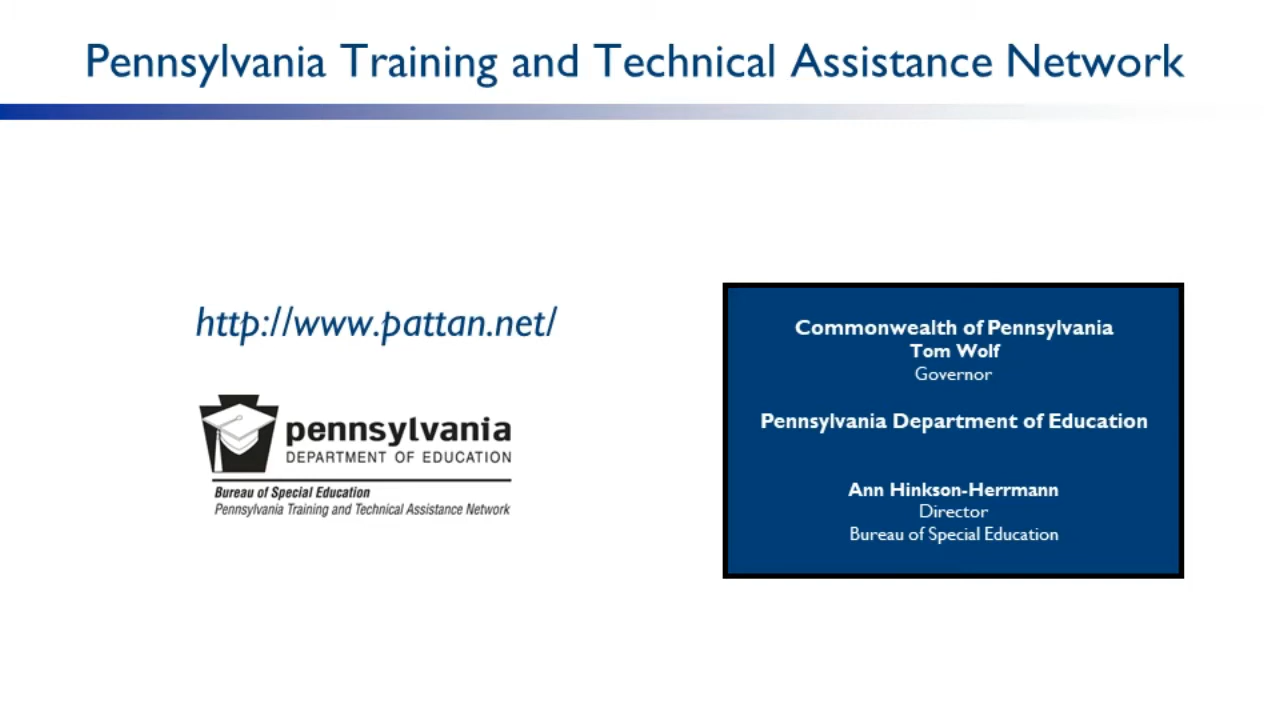 Pennsylvania Training and Technical Assistance Network
http://www.pattan.net/
pennsylvania
DEPARTMENT OF EDUCATION
Bureau of Special Education
Pennsylvania Training and Technical Assistance Network
Commonwealth of Pennsylvania
Tom Wolf
Governor
Pennsylvania Department of Education
Ann Hinkson-Herrmann
Director
Bureau of Special Education